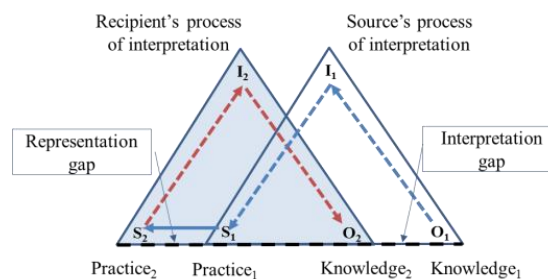 Recipient's process
of interpretation
Source's process
of interpretation
I₂
I₁
Representation
gap
Interpretation
gap
S₂
S₁
O₂
O₁
Practice₂
Practice₁
Knowledge₂
Knowledge₁